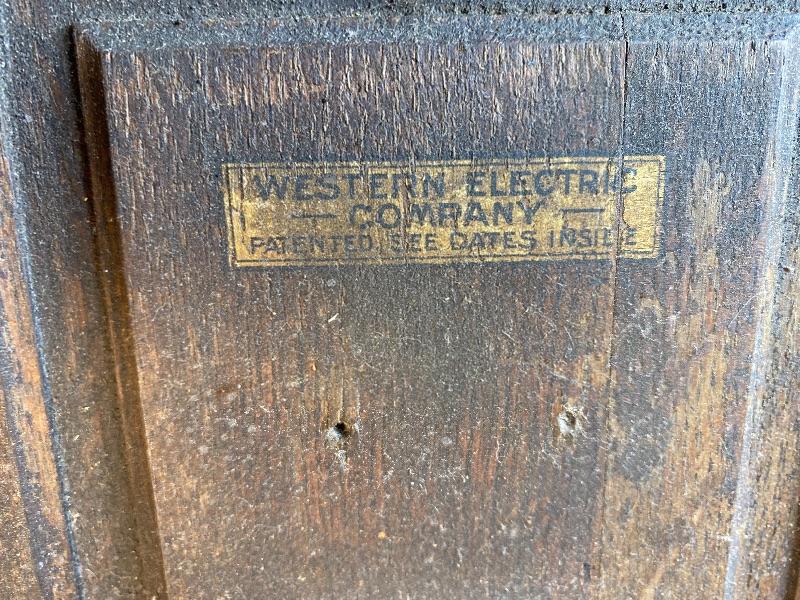 WESTERN ELECTRIC
— COMPANY —
PATENTED, SEE DATES INSIDE